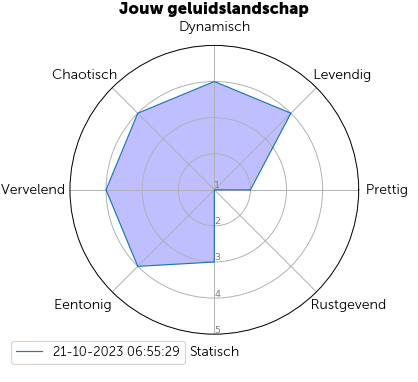 Jouw geluidslandschap
Dynamisch
Chaotisch
Levendig
Vervelend
1
Prettig
2
3
4
Eentonig
Rustgevend
5
21-10-2023 06:55:29
Statisch